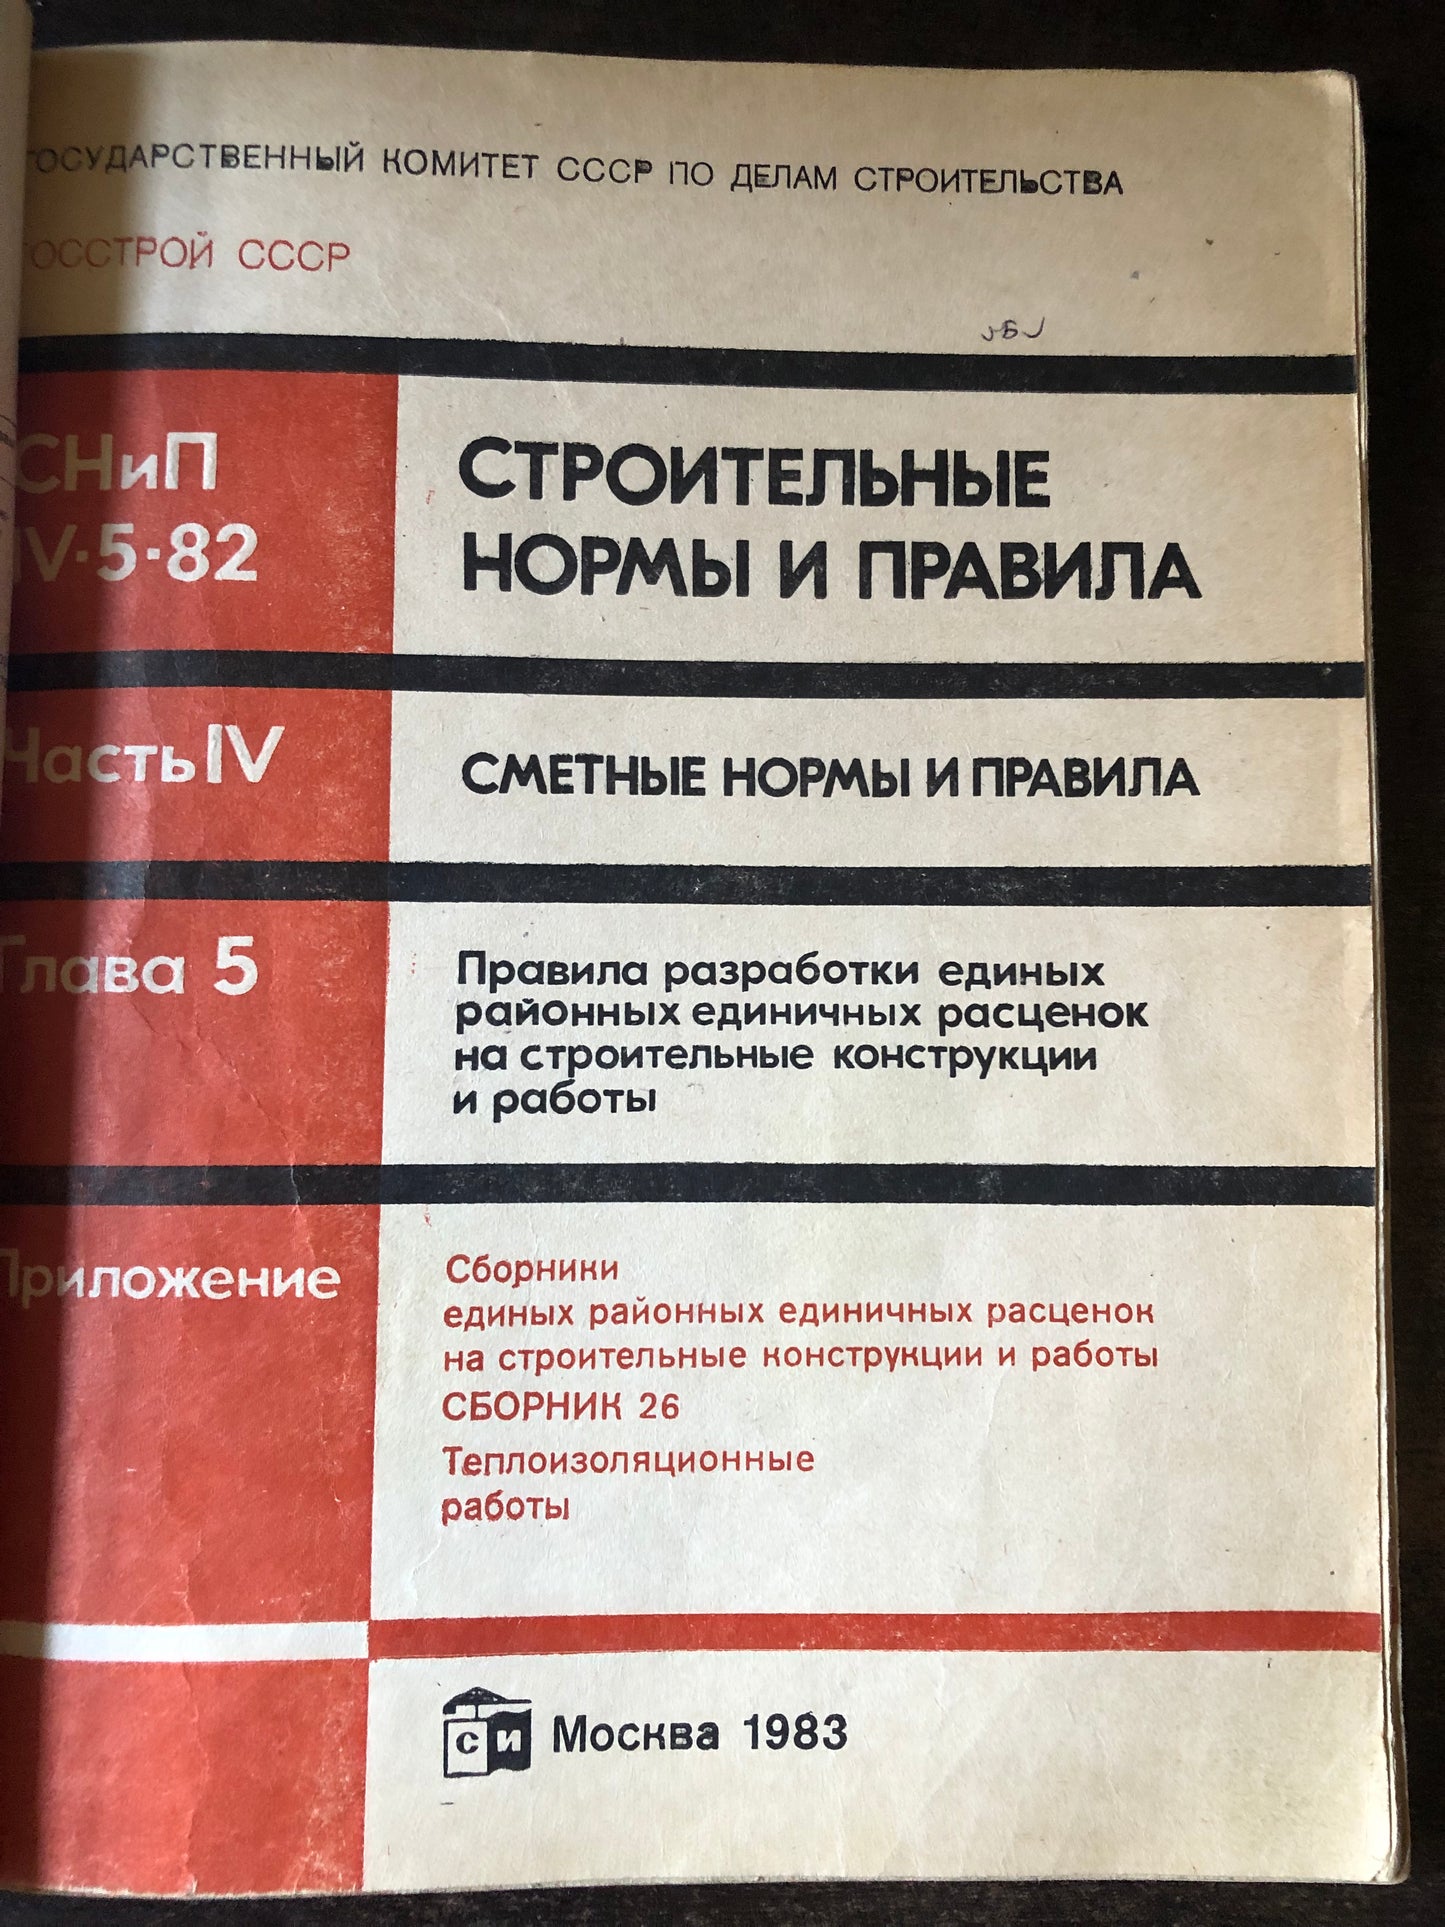 ГОСУДАРСТВЕННЫЙ КОМИТЕТ СССР ПО ДЕЛАМ СТРОИТЕЛЬСТВА
ГОССТРОЙ СССР
СНиП
IV·5·82
СТРОИТЕЛЬНЫЕ
НОРМЫ И ПРАВИЛА
Часть IV
СМЕТНЫЕ НОРМЫ И ПРАВИЛА
Глава 5
Правила разработки единых
районных единичных расценок
на строительные конструкции
и работы
Приложение
Сборники
единых районных единичных расценок
на строительные конструкции и работы
СБОРНИК 26
Теплоизоляционные
работы
СИ Москва 1983